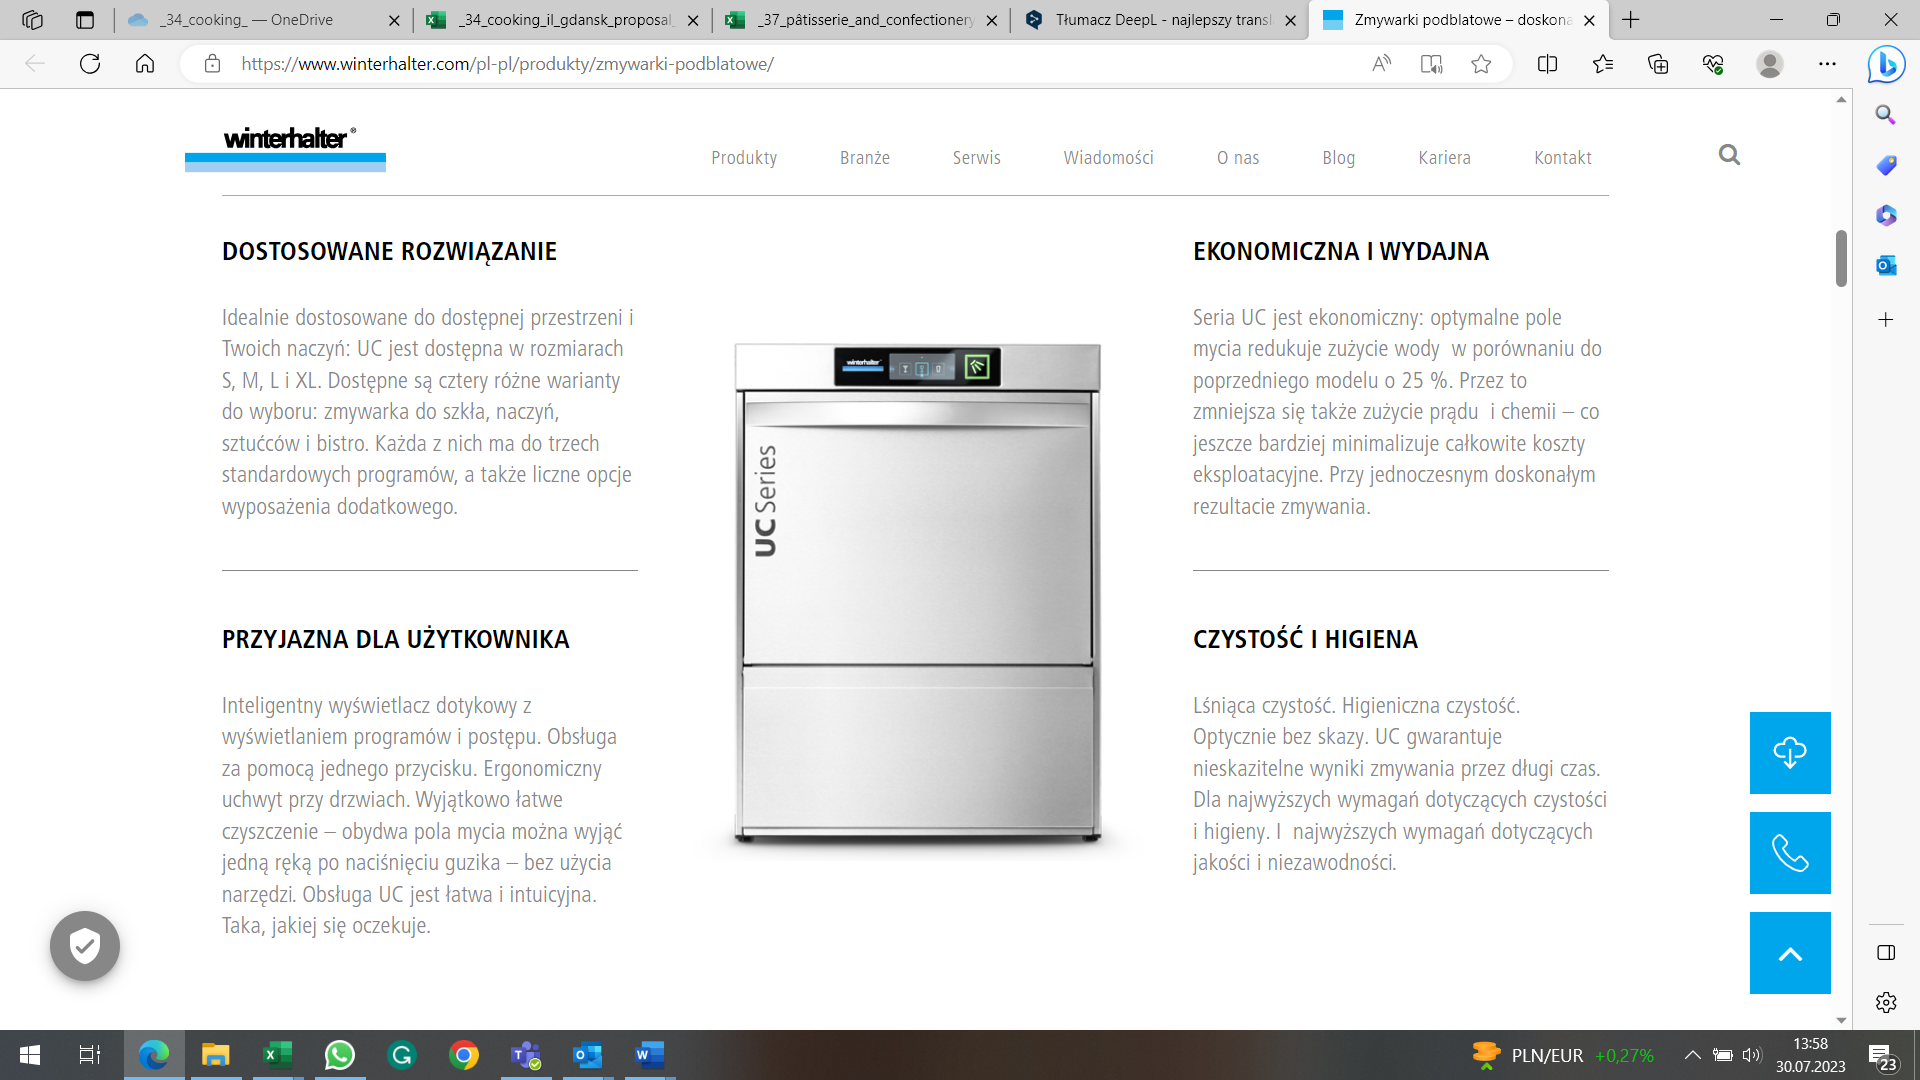 _34_cooking_ — OneDrive
_34_cooking_il_gdansk_proposal_
_37_pâtisserie_and_confectionery
Tłumacz DeepL - najlepszy transl
Zmywarki podblatowe – doskona
https://www.winterhalter.com/pl-pl/produkty/zmywarki-podblatowe/
winterhalter®
Produkty
Branże
Serwis
Wiadomości
O nas
Blog
Kariera
Kontakt
DOSTOSOWANE ROZWIĄZANIE
Idealnie dostosowane do dostępnej przestrzeni i
Twoich naczyń: UC jest dostępna w rozmiarach
S, M, L i XL. Dostępne są cztery różne warianty
do wyboru: zmywarka do szkła, naczyń,
sztućców i bistro. Każda z nich ma do trzech
standardowych programów, a także liczne opcje
wyposażenia dodatkowego.
PRZYJAZNA DLA UŻYTKOWNIKA
Inteligentny wyświetlacz dotykowy z
wyświetlaniem programów i postępu. Obsługa
za pomocą jednego przycisku. Ergonomiczny
uchwyt przy drzwiach. Wyjątkowo łatwe
czyszczenie – obydwa pola mycia można wyjąć
jedną ręką po naciśnięciu guzika – bez użycia
narzędzi. Obsługa UC jest łatwa i intuicyjna.
Taka, jakiej się oczekuje.
winterhalter
UC Series
EKONOMICZNA I WYDAJNA
Seria UC jest ekonomiczny: optymalne pole
mycia redukuje zużycie wody  w porównaniu do
poprzedniego modelu o 25 %. Przez to
zmniejsza się także zużycie prądu  i chemii – co
jeszcze bardziej minimalizuje całkowite koszty
eksploatacyjne. Przy jednoczesnym doskonałym
rezultacie zmywania.
CZYSTOŚĆ I HIGIENA
Lśniąca czystość. Higieniczna czystość.
Optycznie bez skazy. UC gwarantuje
nieskazitelne wyniki zmywania przez długi czas.
Dla najwyższych wymagań dotyczących czystości
i higieny. I  najwyższych wymagań dotyczących
jakości i niezawodności.
PLN/EUR +0,27%
13:58
30.07.2023
23